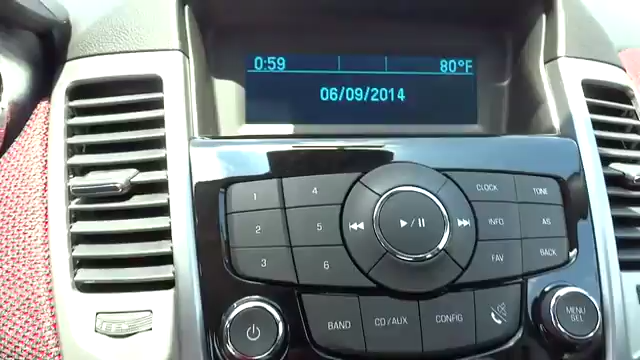 0:59 80°F
06/09/2014
1 4 CLOCK TONE
2 5 INFO AS
3 6 FAV BACK
BAND CD/AUX CONFIG
MENU
SEL